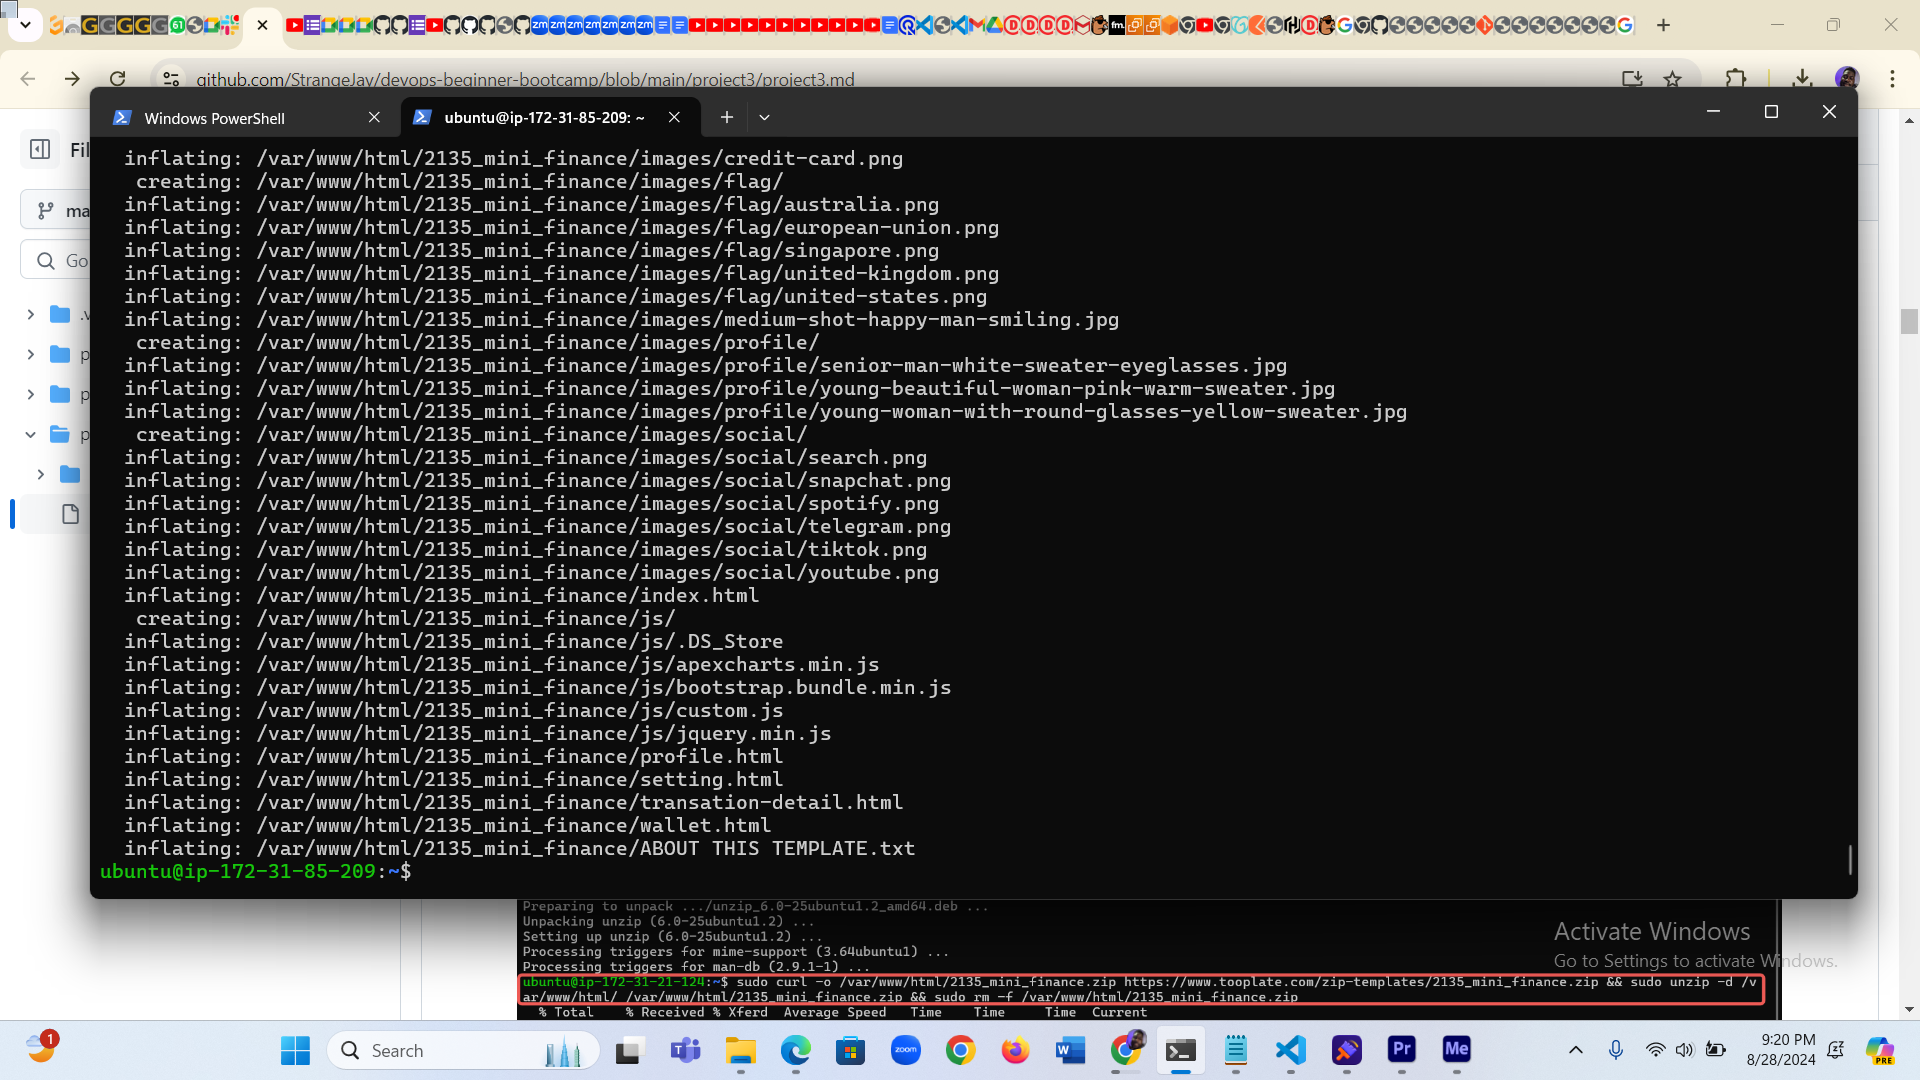 github.com/StrangeJay/devops-beginner-bootcamp/blob/main/project3/project3.md
Windows PowerShell
ubuntu@ip-172-31-85-209: ~
Fil
ma
Go
.v
p
p
p
inflating: /var/www/html/2135_mini_finance/images/credit-card.png
creating: /var/www/html/2135_mini_finance/images/flag/
inflating: /var/www/html/2135_mini_finance/images/flag/australia.png
inflating: /var/www/html/2135_mini_finance/images/flag/european-union.png
inflating: /var/www/html/2135_mini_finance/images/flag/singapore.png
inflating: /var/www/html/2135_mini_finance/images/flag/united-kingdom.png
inflating: /var/www/html/2135_mini_finance/images/flag/united-states.png
inflating: /var/www/html/2135_mini_finance/images/medium-shot-happy-man-smiling.jpg
creating: /var/www/html/2135_mini_finance/images/profile/
inflating: /var/www/html/2135_mini_finance/images/profile/senior-man-white-sweater-eyeglasses.jpg
inflating: /var/www/html/2135_mini_finance/images/profile/young-beautiful-woman-pink-warm-sweater.jpg
inflating: /var/www/html/2135_mini_finance/images/profile/young-woman-with-round-glasses-yellow-sweater.jpg
creating: /var/www/html/2135_mini_finance/images/social/
inflating: /var/www/html/2135_mini_finance/images/social/search.png
inflating: /var/www/html/2135_mini_finance/images/social/snapchat.png
inflating: /var/www/html/2135_mini_finance/images/social/spotify.png
inflating: /var/www/html/2135_mini_finance/images/social/telegram.png
inflating: /var/www/html/2135_mini_finance/images/social/tiktok.png
inflating: /var/www/html/2135_mini_finance/images/social/youtube.png
inflating: /var/www/html/2135_mini_finance/index.html
creating: /var/www/html/2135_mini_finance/js/
inflating: /var/www/html/2135_mini_finance/js/.DS_Store
inflating: /var/www/html/2135_mini_finance/js/apexcharts.min.js
inflating: /var/www/html/2135_mini_finance/js/bootstrap.bundle.min.js
inflating: /var/www/html/2135_mini_finance/js/custom.js
inflating: /var/www/html/2135_mini_finance/js/jquery.min.js
inflating: /var/www/html/2135_mini_finance/profile.html
inflating: /var/www/html/2135_mini_finance/setting.html
inflating: /var/www/html/2135_mini_finance/transation-detail.html
inflating: /var/www/html/2135_mini_finance/wallet.html
inflating: /var/www/html/2135_mini_finance/ABOUT THIS TEMPLATE.txt
ubuntu@ip-172-31-85-209:~$
Preparing to unpack .../unzip_6.0-25ubuntu1.2_amd64.deb ...
Unpacking unzip (6.0-25ubuntu1.2) ...
Setting up unzip (6.0-25ubuntu1.2) ...
Processing triggers for mime-support (3.64ubuntu1) ...
Processing triggers for man-db (2.9.1-1) ...
ubuntu@ip-172-31-21-124:~$ sudo curl -o /var/www/html/2135_mini_finance.zip https://www.tooplate.com/zip-templates/2135_mini_finance.zip && sudo unzip -d /v
ar/www/html/ /var/www/html/2135_mini_finance.zip && sudo rm -f /var/www/html/2135_mini_finance.zip
% Total % Received % Xferd Average Speed Time Time Time Current
Activate Windows
Go to Settings to activate Windows.
1
Search
zoom
Pr
Me
9:20 PM
8/28/2024
PRE